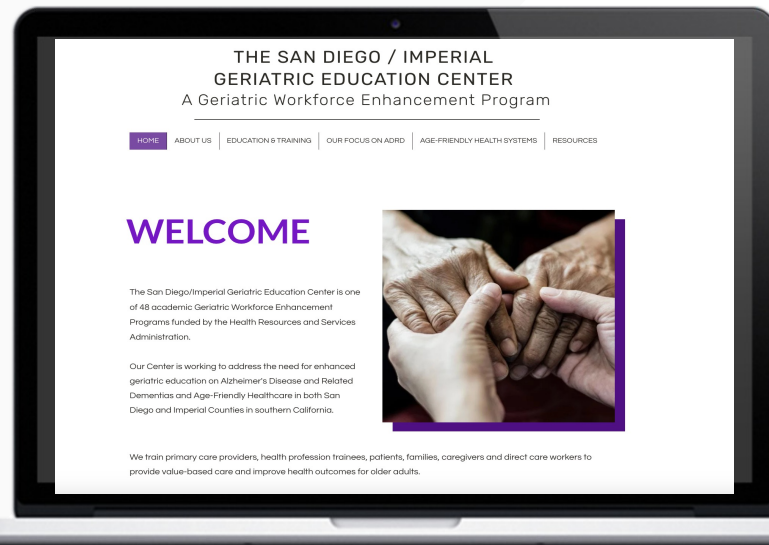 THE SAN DIEGO / IMPERIAL
GERIATRIC EDUCATION CENTER
A Geriatric Workforce Enhancement Program
HOME ABOUT US EDUCATION & TRAINING OUR FOCUS ON ADRD AGE-FRIENDLY HEALTH SYSTEMS RESOURCES
WELCOME
The San Diego/Imperial Geriatric Education Center is one
of 48 academic Geriatric Workforce Enhancement
Programs funded by the Health Resources and Services
Administration.
Our Center is working to address the need for enhanced
geriatric education on Alzheimer's Disease and Related
Dementias and Age-Friendly Healthcare in both San
Diego and Imperial Counties in southern California.
We train primary care providers, health profession trainees, patients, families, caregivers and direct care workers to
provide value-based care and improve health outcomes for older adults.